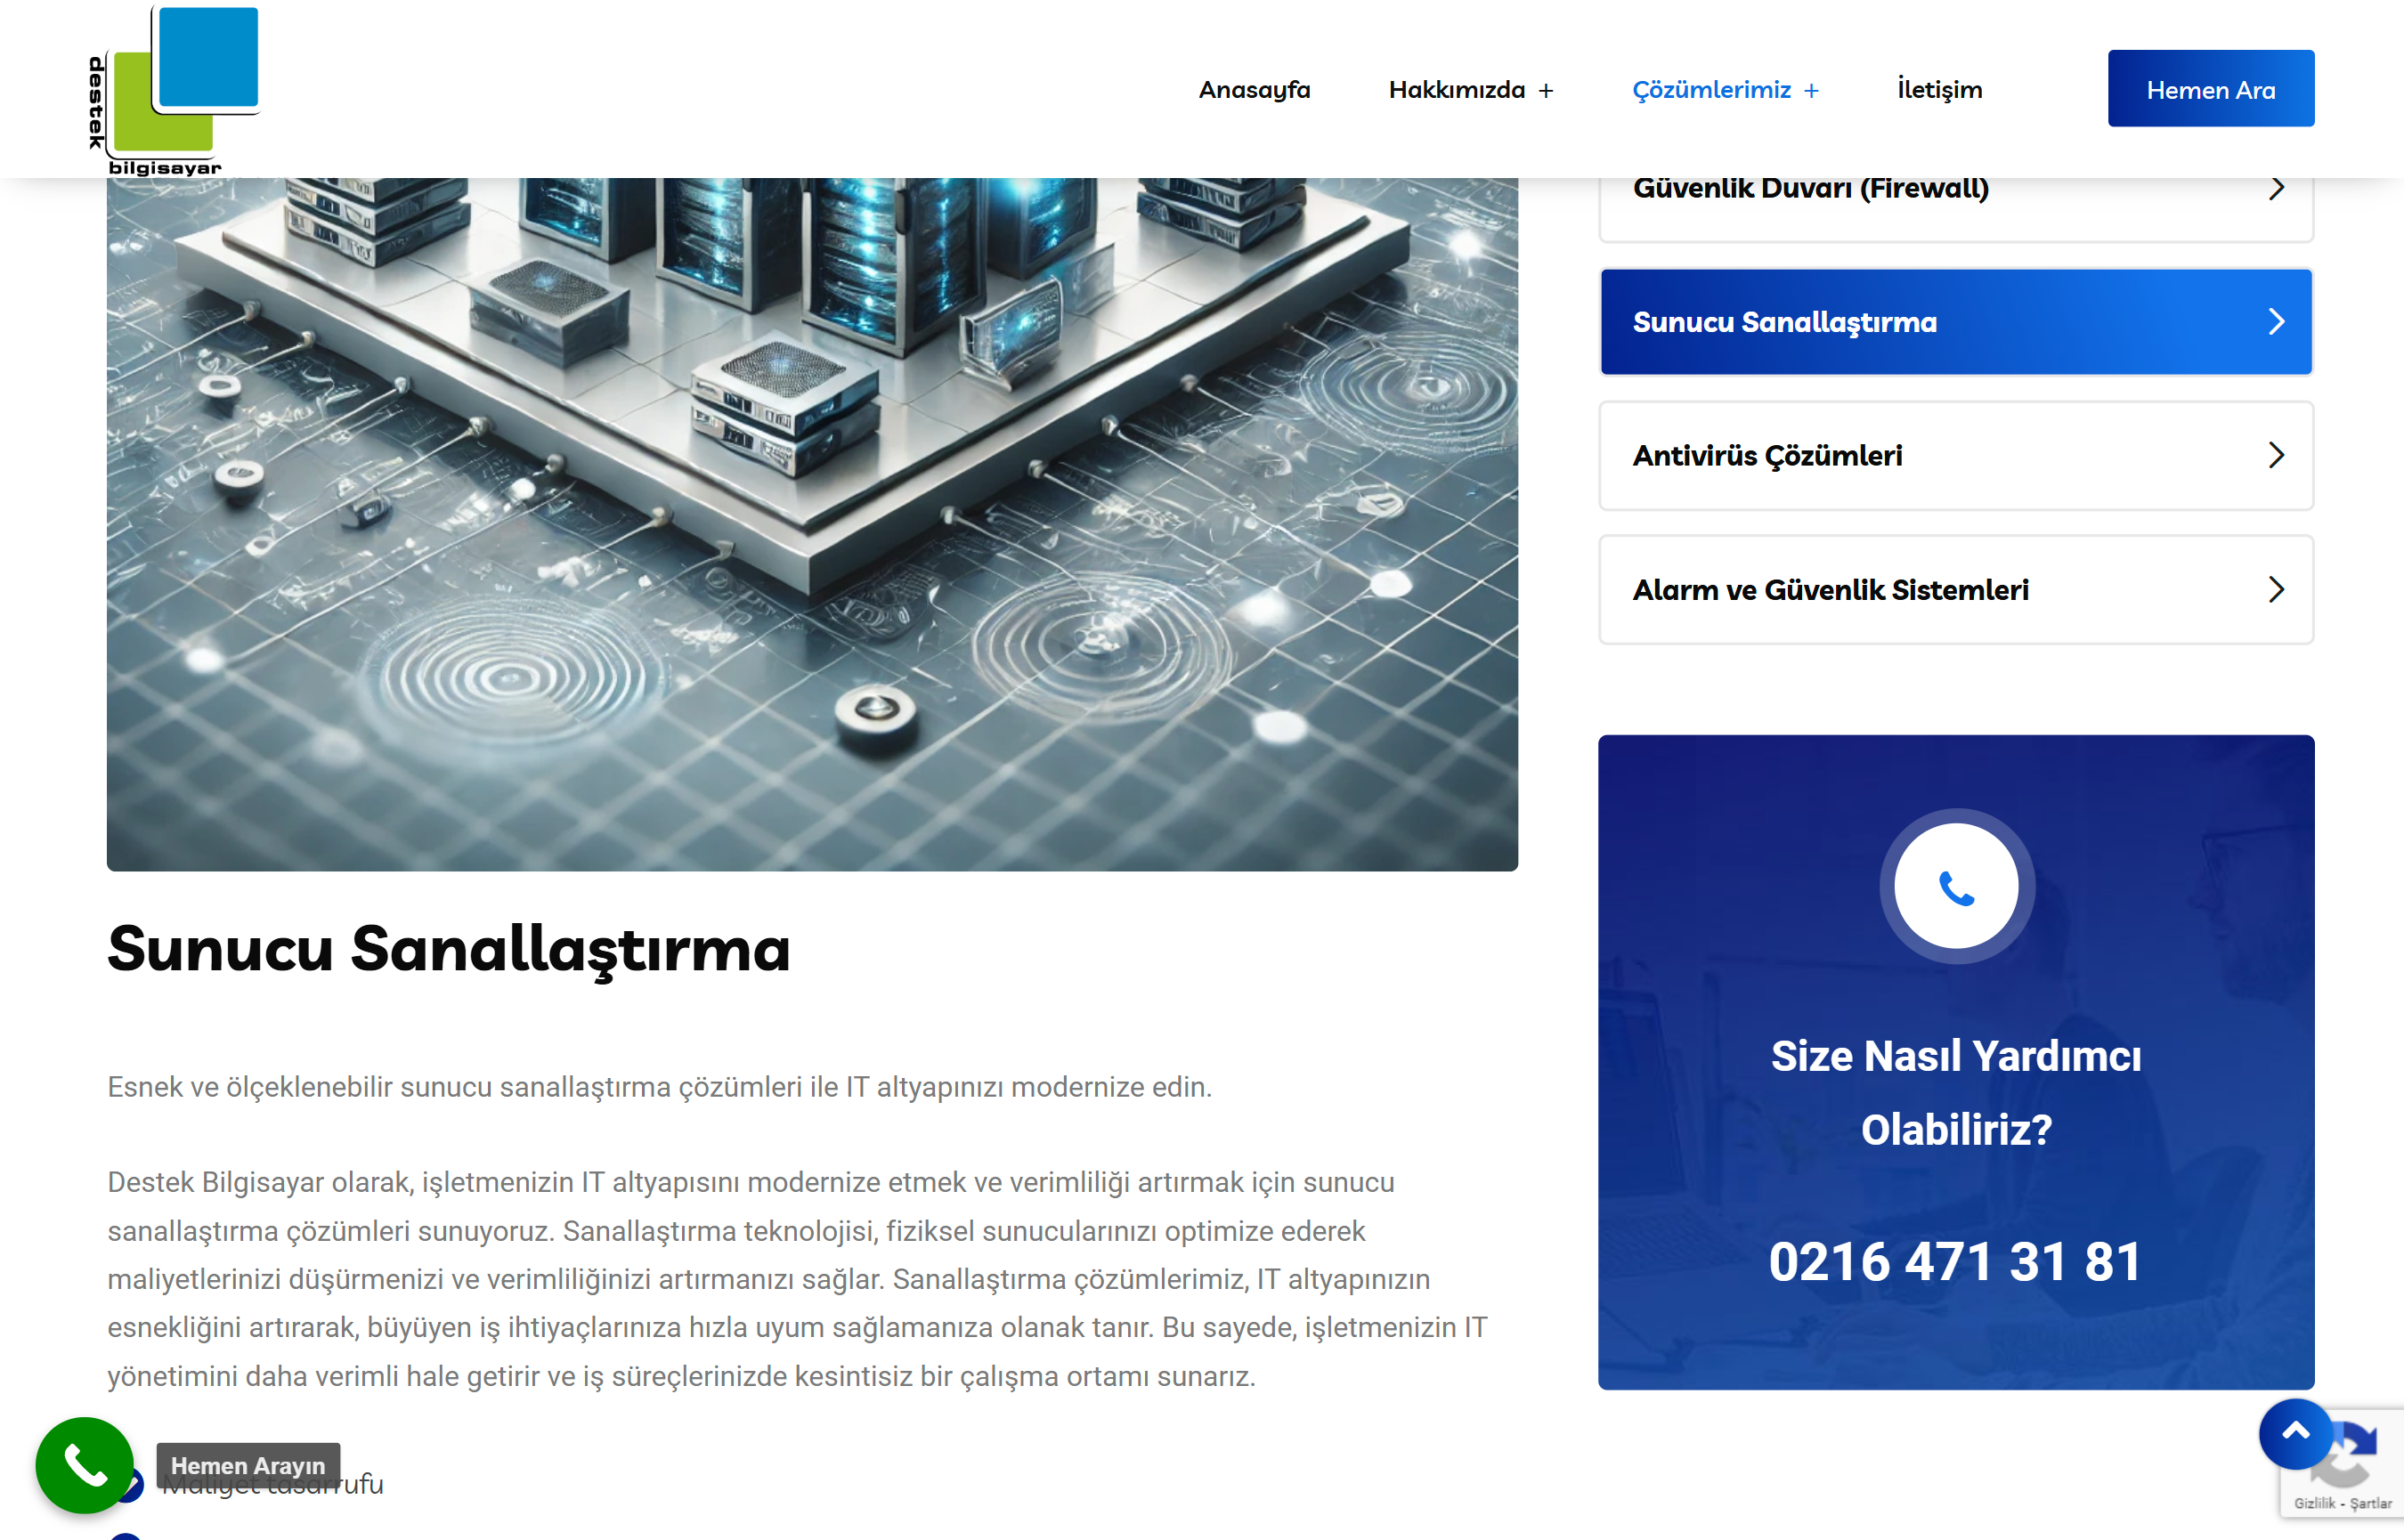 destek
bilgisayar
Anasayfa
Hakkımızda +
Çözümlerimiz +
İletişim
Hemen Ara
Güvenlik Duvarı (Firewall)
Sunucu Sanallaştırma
Antivirüs Çözümleri
Alarm ve Güvenlik Sistemleri
Sunucu Sanallaştırma
Esnek ve ölçeklenebilir sunucu sanallaştırma çözümleri ile IT altyapınızı modernize edin.
Destek Bilgisayar olarak, işletmenizin IT altyapısını modernize etmek ve verimliliği artırmak için sunucu
sanallaştırma çözümleri sunuyoruz. Sanallaştırma teknolojisi, fiziksel sunucularınızı optimize ederek
maliyetlerinizi düşürmenizi ve verimliliğinizi artırmanızı sağlar. Sanallaştırma çözümlerimiz, IT altyapınızın
esnekliğini artırarak, büyüyen iş ihtiyaçlarınıza hızla uyum sağlamanıza olanak tanır. Bu sayede, işletmenizin IT
yönetimini daha verimli hale getirir ve iş süreçlerinizde kesintisiz bir çalışma ortamı sunarız.
Hemen Arayın
Maliyet tasarrufu
Size Nasıl Yardımcı
Olabiliriz?
0216 471 31 81
Gizlilik - Şartlar